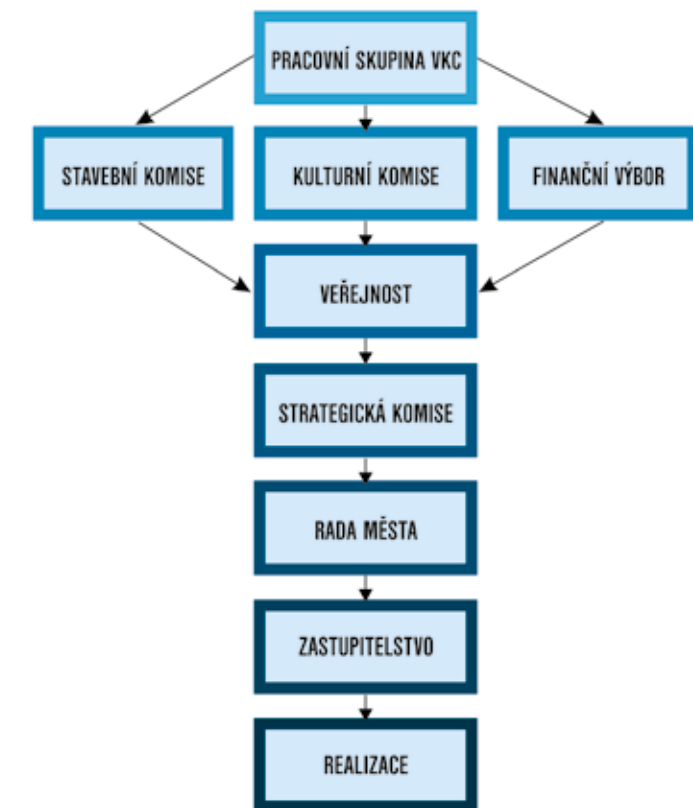 PRACOVNÍ SKUPINA VKC
STAVEBNÍ KOMISE
KULTURNÍ KOMISE
FINANČNÍ VÝBOR
VEŘEJNOST
STRATEGICKÁ KOMISE
RADA MĚSTA
ZASTUPITELSTVO
REALIZACE